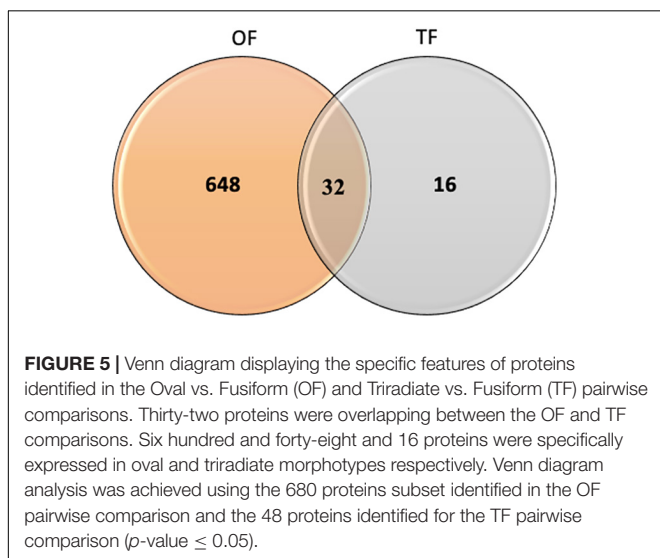 OF TF
648 32 16
FIGURE 5 | Venn diagram displaying the specific features of proteins
identified in the Oval vs. Fusiform (OF) and Triradiate vs. Fusiform (TF) pairwise
comparisons. Thirty-two proteins were overlapping between the OF and TF
comparisons. Six hundred and forty-eight and 16 proteins were specifically
expressed in oval and triradiate morphotypes respectively. Venn diagram
analysis was achieved using the 680 proteins subset identified in the OF
pairwise comparison and the 48 proteins identified for the TF pairwise
comparison (p-value ≤ 0.05).